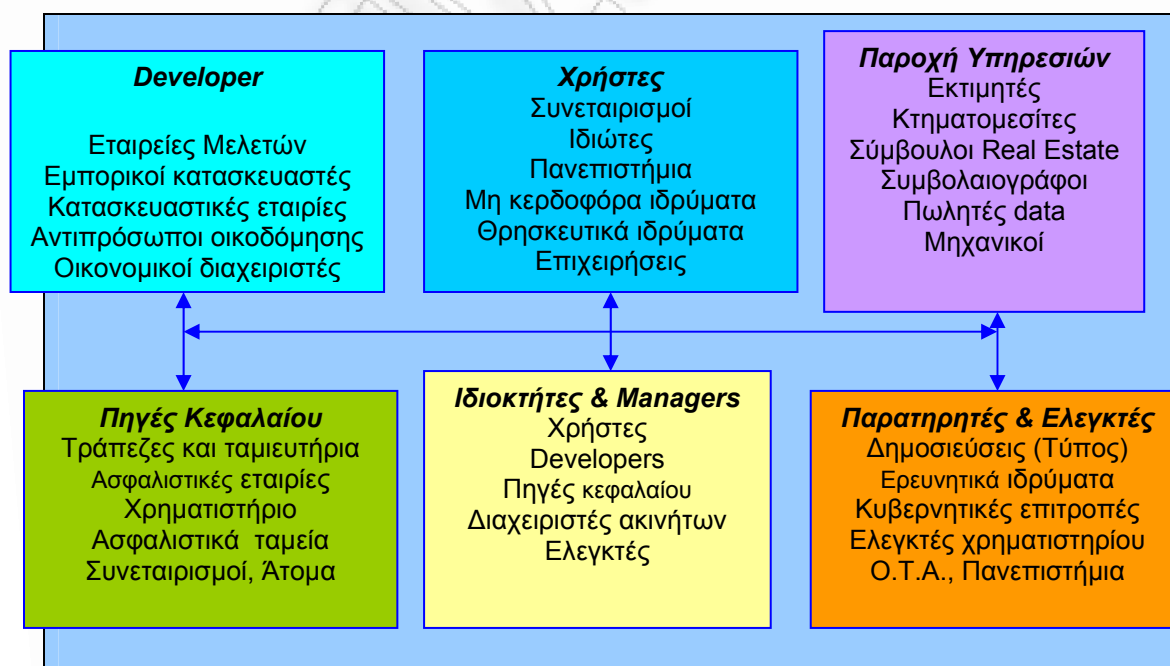 Developer
Εταιρείες Μελετών
Εμπορικοί κατασκευαστές
Κατασκευαστικές εταιρίες
Αντιπρόσωποι οικοδόμησης
Οικονομικοί διαχειριστές
Χρήστες
Συνεταιρισμοί
Ιδιώτες
Πανεπιστήμια
Μη κερδοφόρα ιδρύματα
Θρησκευτικά ιδρύματα
Επιχειρήσεις
Παροχή Υπηρεσιών
Εκτιμητές
Κτηματομεσίτες
Σύμβουλοι Real Estate
Συμβολαιογράφοι
Πωλητές data
Μηχανικοί
Πηγές Κεφαλαίου
Τράπεζες και ταμιευτήρια
Ασφαλιστικές εταιρίες
Χρηματιστήριο
Ασφαλιστικά ταμεία
Συνεταιρισμοί, Άτομα
Ιδιοκτήτες & Managers
Χρήστες
Developers
Πηγές κεφαλαίου
Διαχειριστές ακινήτων
Ελεγκτές
Παρατηρητές & Ελεγκτές
Δημοσιεύσεις (Τύπος)
Ερευνητικά ιδρύματα
Κυβερνητικές επιτροπές
Ελεγκτές χρηματιστηρίου
Ο.Τ.Α., Πανεπιστήμια